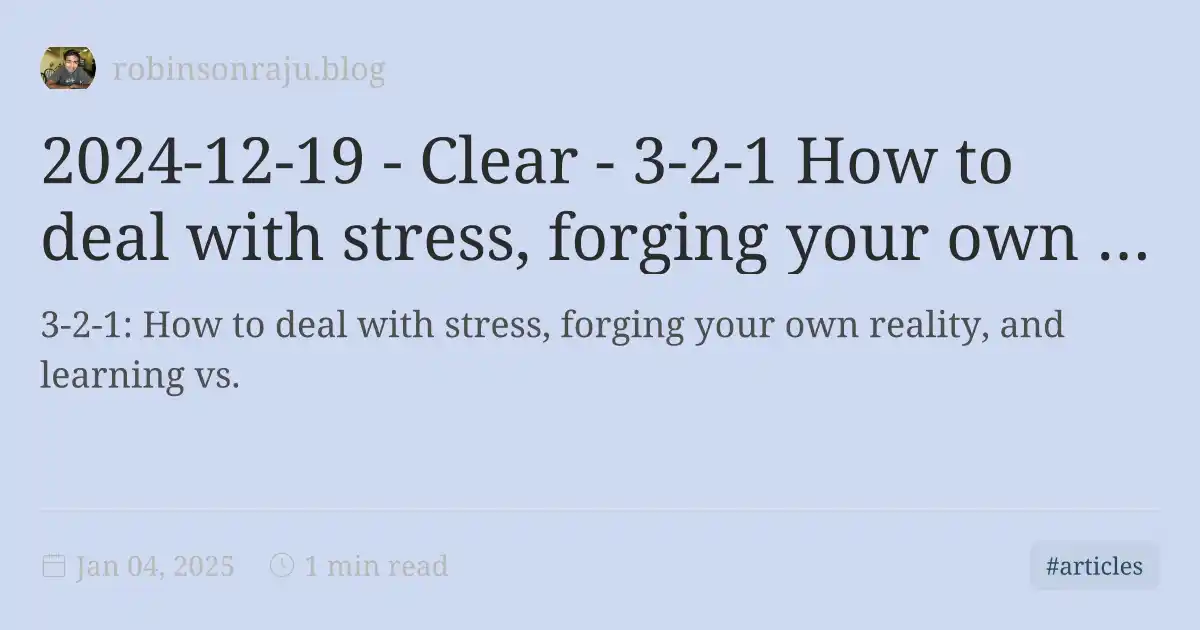 robinsonraju.blog
2024-12-19 - Clear - 3-2-1 How to
deal with stress, forging your own ...
3-2-1: How to deal with stress, forging your own reality, and
learning vs.
Jan 04, 2025
1 min read
#articles